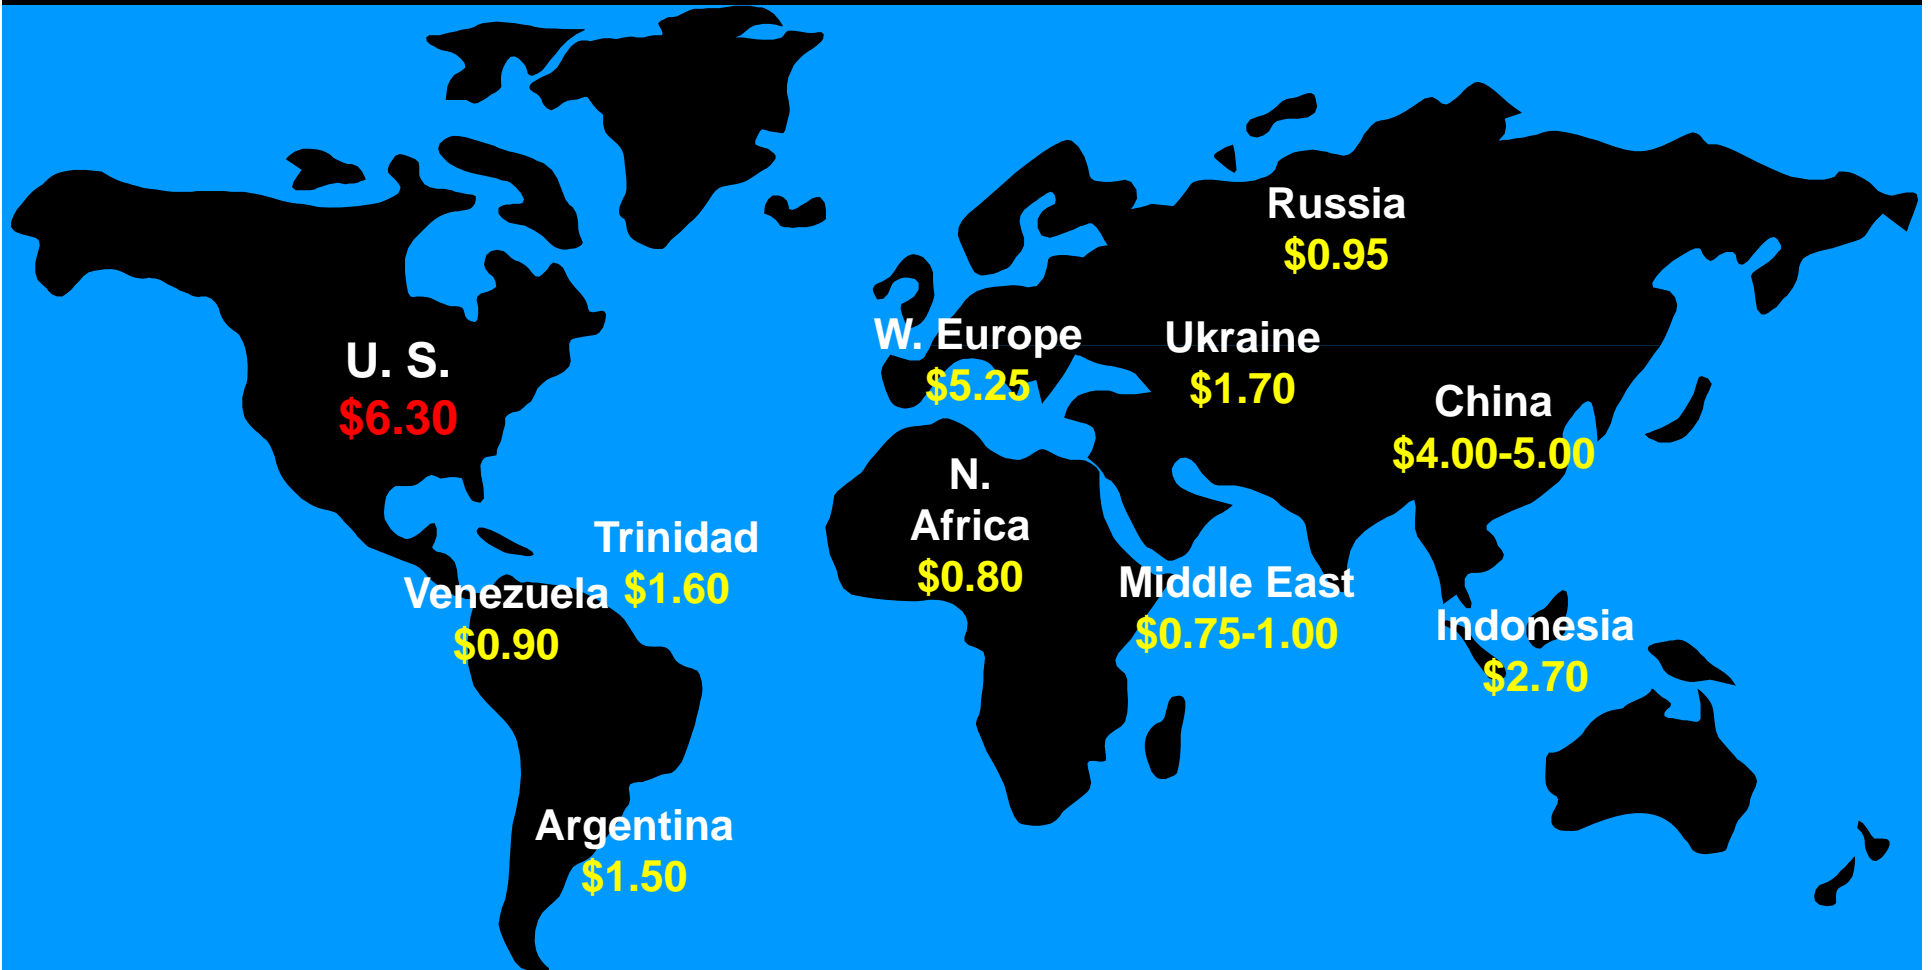 Russia
$0.95
W. Europe
$5.25
Ukraine
$1.70
U. S.
$6.30
China
$4.00-5.00
N.
Africa
$0.80
Trinidad
$1.60
Venezuela
$0.90
Middle East
$0.75-1.00
Indonesia
$2.70
Argentina
$1.50